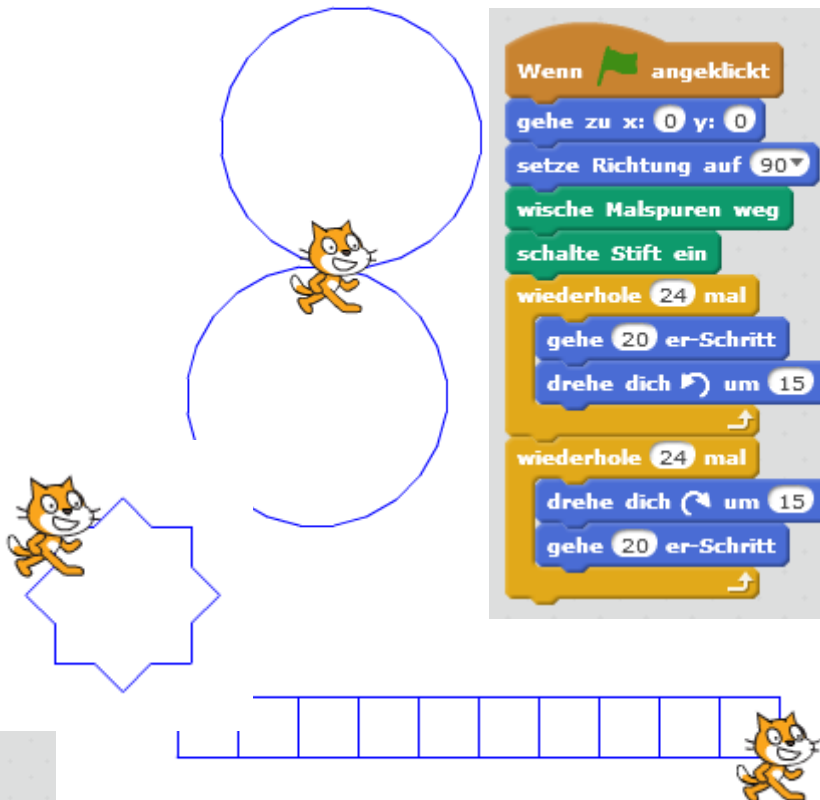 Wenn angeklickt
gehe zu x: 0 y: 0
setze Richtung auf 90
wische Malspuren weg
schalte Stift ein
wiederhole 24 mal
gehe 20 er-Schritt
drehe dich um 15
wiederhole 24 mal
drehe dich um 15
gehe 20 er-Schritt